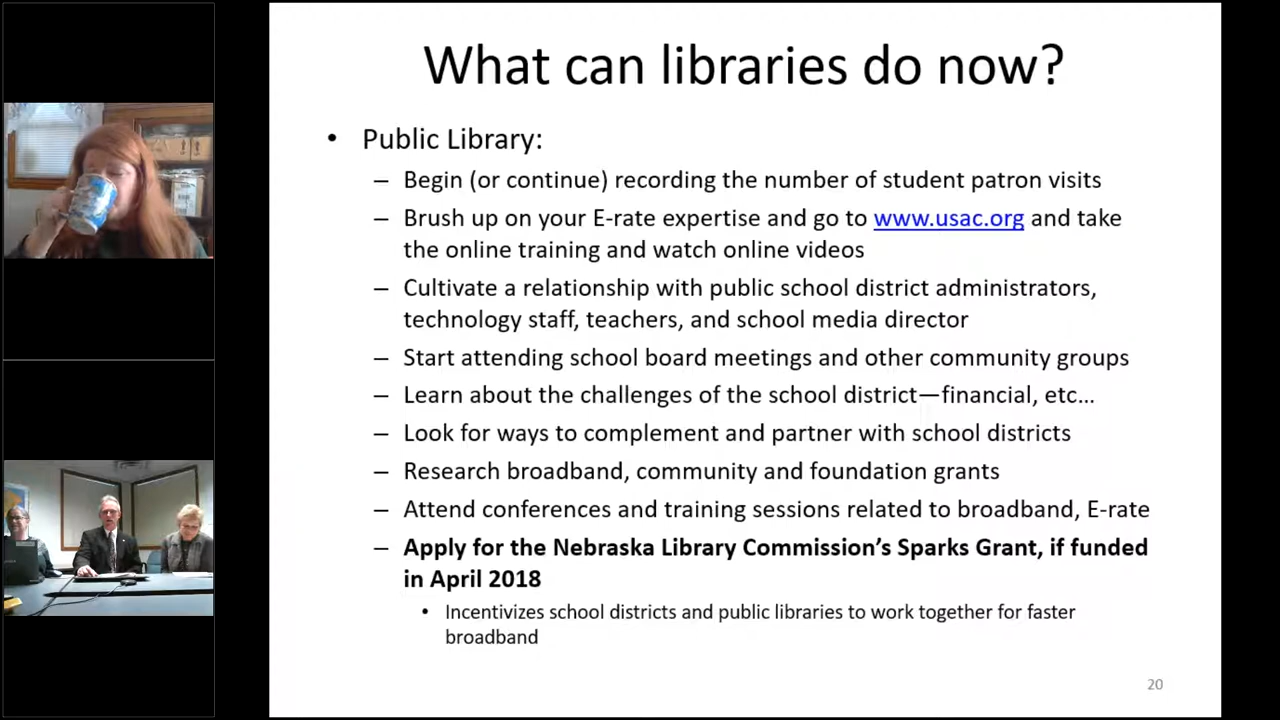 What can libraries do now?
• Public Library:
– Begin (or continue) recording the number of student patron visits
– Brush up on your E-rate expertise and go to www.usac.org and take
the online training and watch online videos
– Cultivate a relationship with public school district administrators,
technology staff, teachers, and school media director
– Start attending school board meetings and other community groups
– Learn about the challenges of the school district—financial, etc…
– Look for ways to complement and partner with school districts
– Research broadband, community and foundation grants
– Attend conferences and training sessions related to broadband, E-rate
– Apply for the Nebraska Library Commission’s Sparks Grant, if funded
in April 2018
• Incentivizes school districts and public libraries to work together for faster
broadband
20